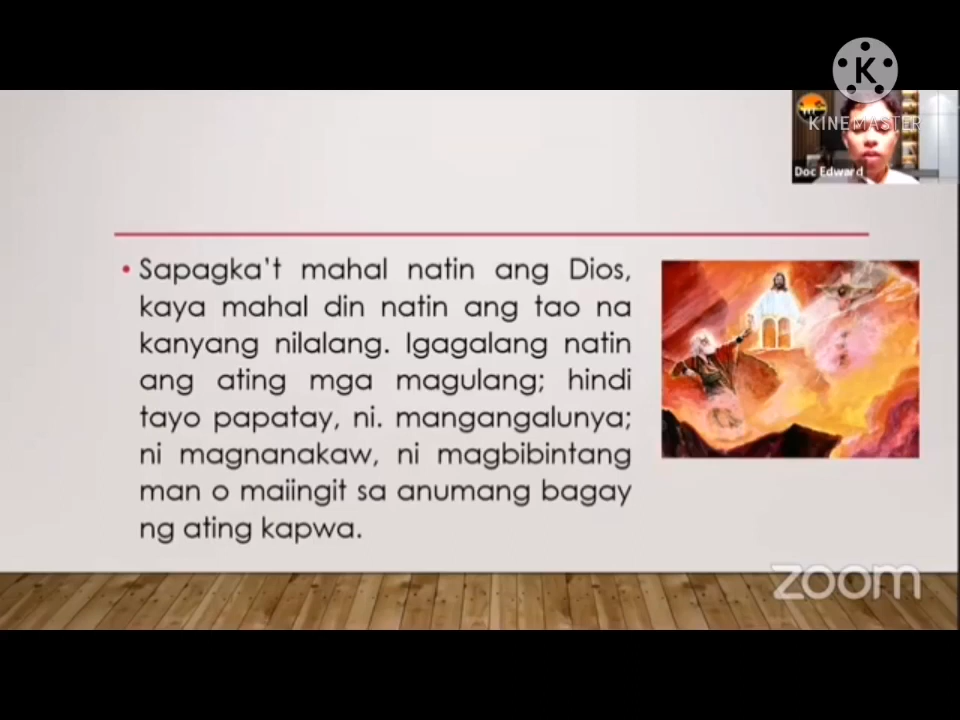 KINEMASTER
Doc Edward
• Sapagka't mahal natin ang Dios,
kaya mahal din natin ang tao na
kanyang nilalang. Igagalang natin
ang ating mga magulang; hindi
tayo papatay, ni. mangangalunya;
ni magnanakaw, ni magbibintang
man o maiingit sa anumang bagay
ng ating kapwa.
zoom